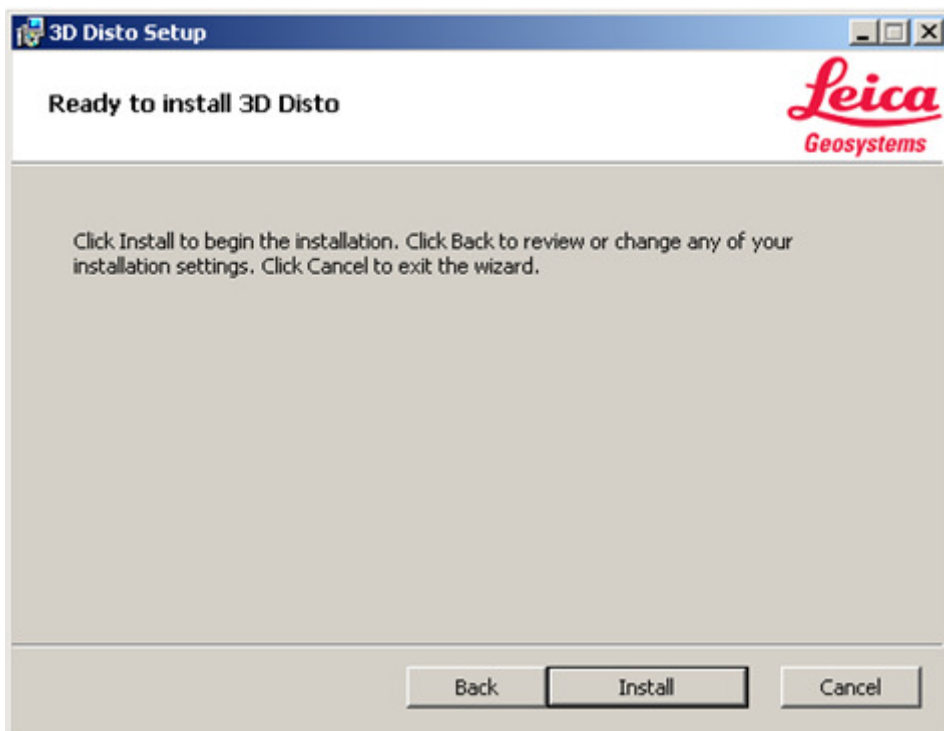 3D Disto Setup
Ready to install 3D Disto
Leica
Geosystems
Click Install to begin the installation. Click Back to review or change any of your
installation settings. Click Cancel to exit the wizard.
Back
Install
Cancel